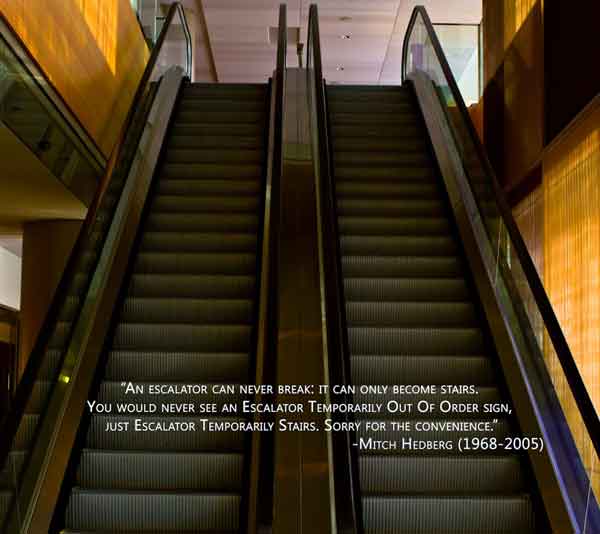 “An escalator can never break: it can only become stairs.
You would never see an Escalator Temporarily Out Of Order sign,
just Escalator Temporarily Stairs. Sorry for the convenience.”
-Mitch Hedberg (1968-2005)